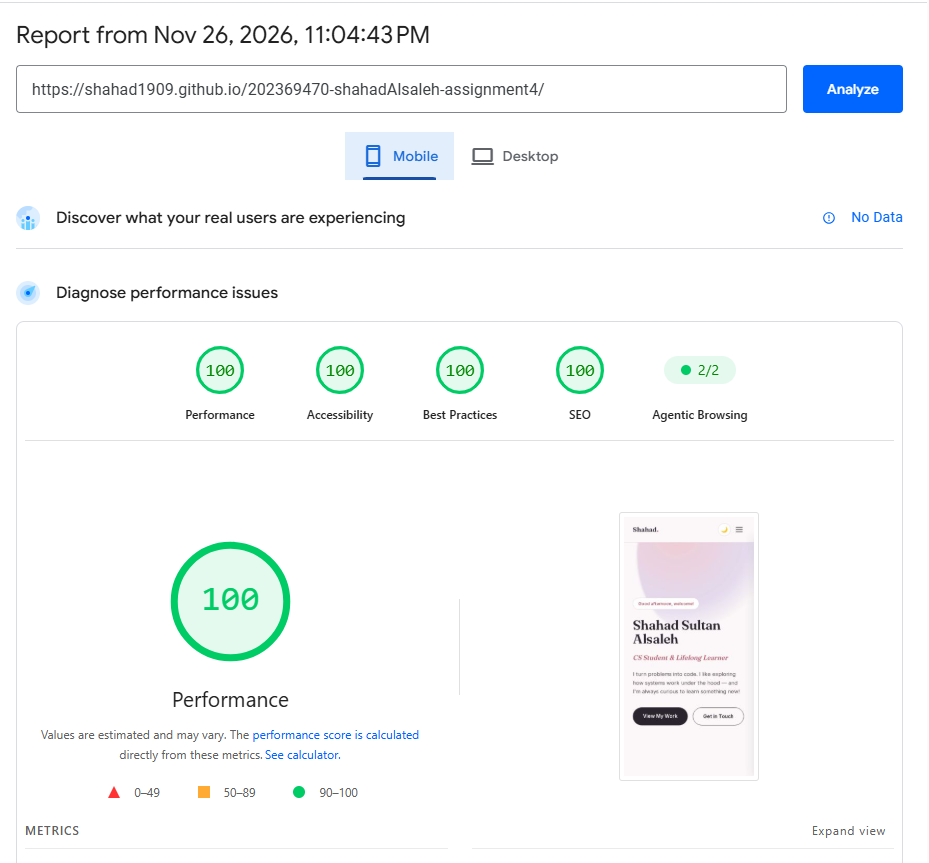 Report from Nov 26, 2026, 11:04:43 PM
https://shahad1909.github.io/202369470-shahadAlsaleh-assignment4/
Analyze
Mobile
Desktop
Discover what your real users are experiencing
No Data
Diagnose performance issues
100
100
100
100
2/2
Performance
Accessibility
Best Practices
SEO
Agentic Browsing
100
Performance
Values are estimated and may vary. The performance score is calculated
directly from these metrics. See calculator.
0–49
50–89
90–100
Shahad.
Good afternoon, welcome!
Shahad Sultan
Alsaleh
CS Student & Lifelong Learner
I turn problems into code. I like exploring
how systems work under the hood — and
I'm always curious to learn something new!
View My Work
Get in Touch
METRICS
Expand view